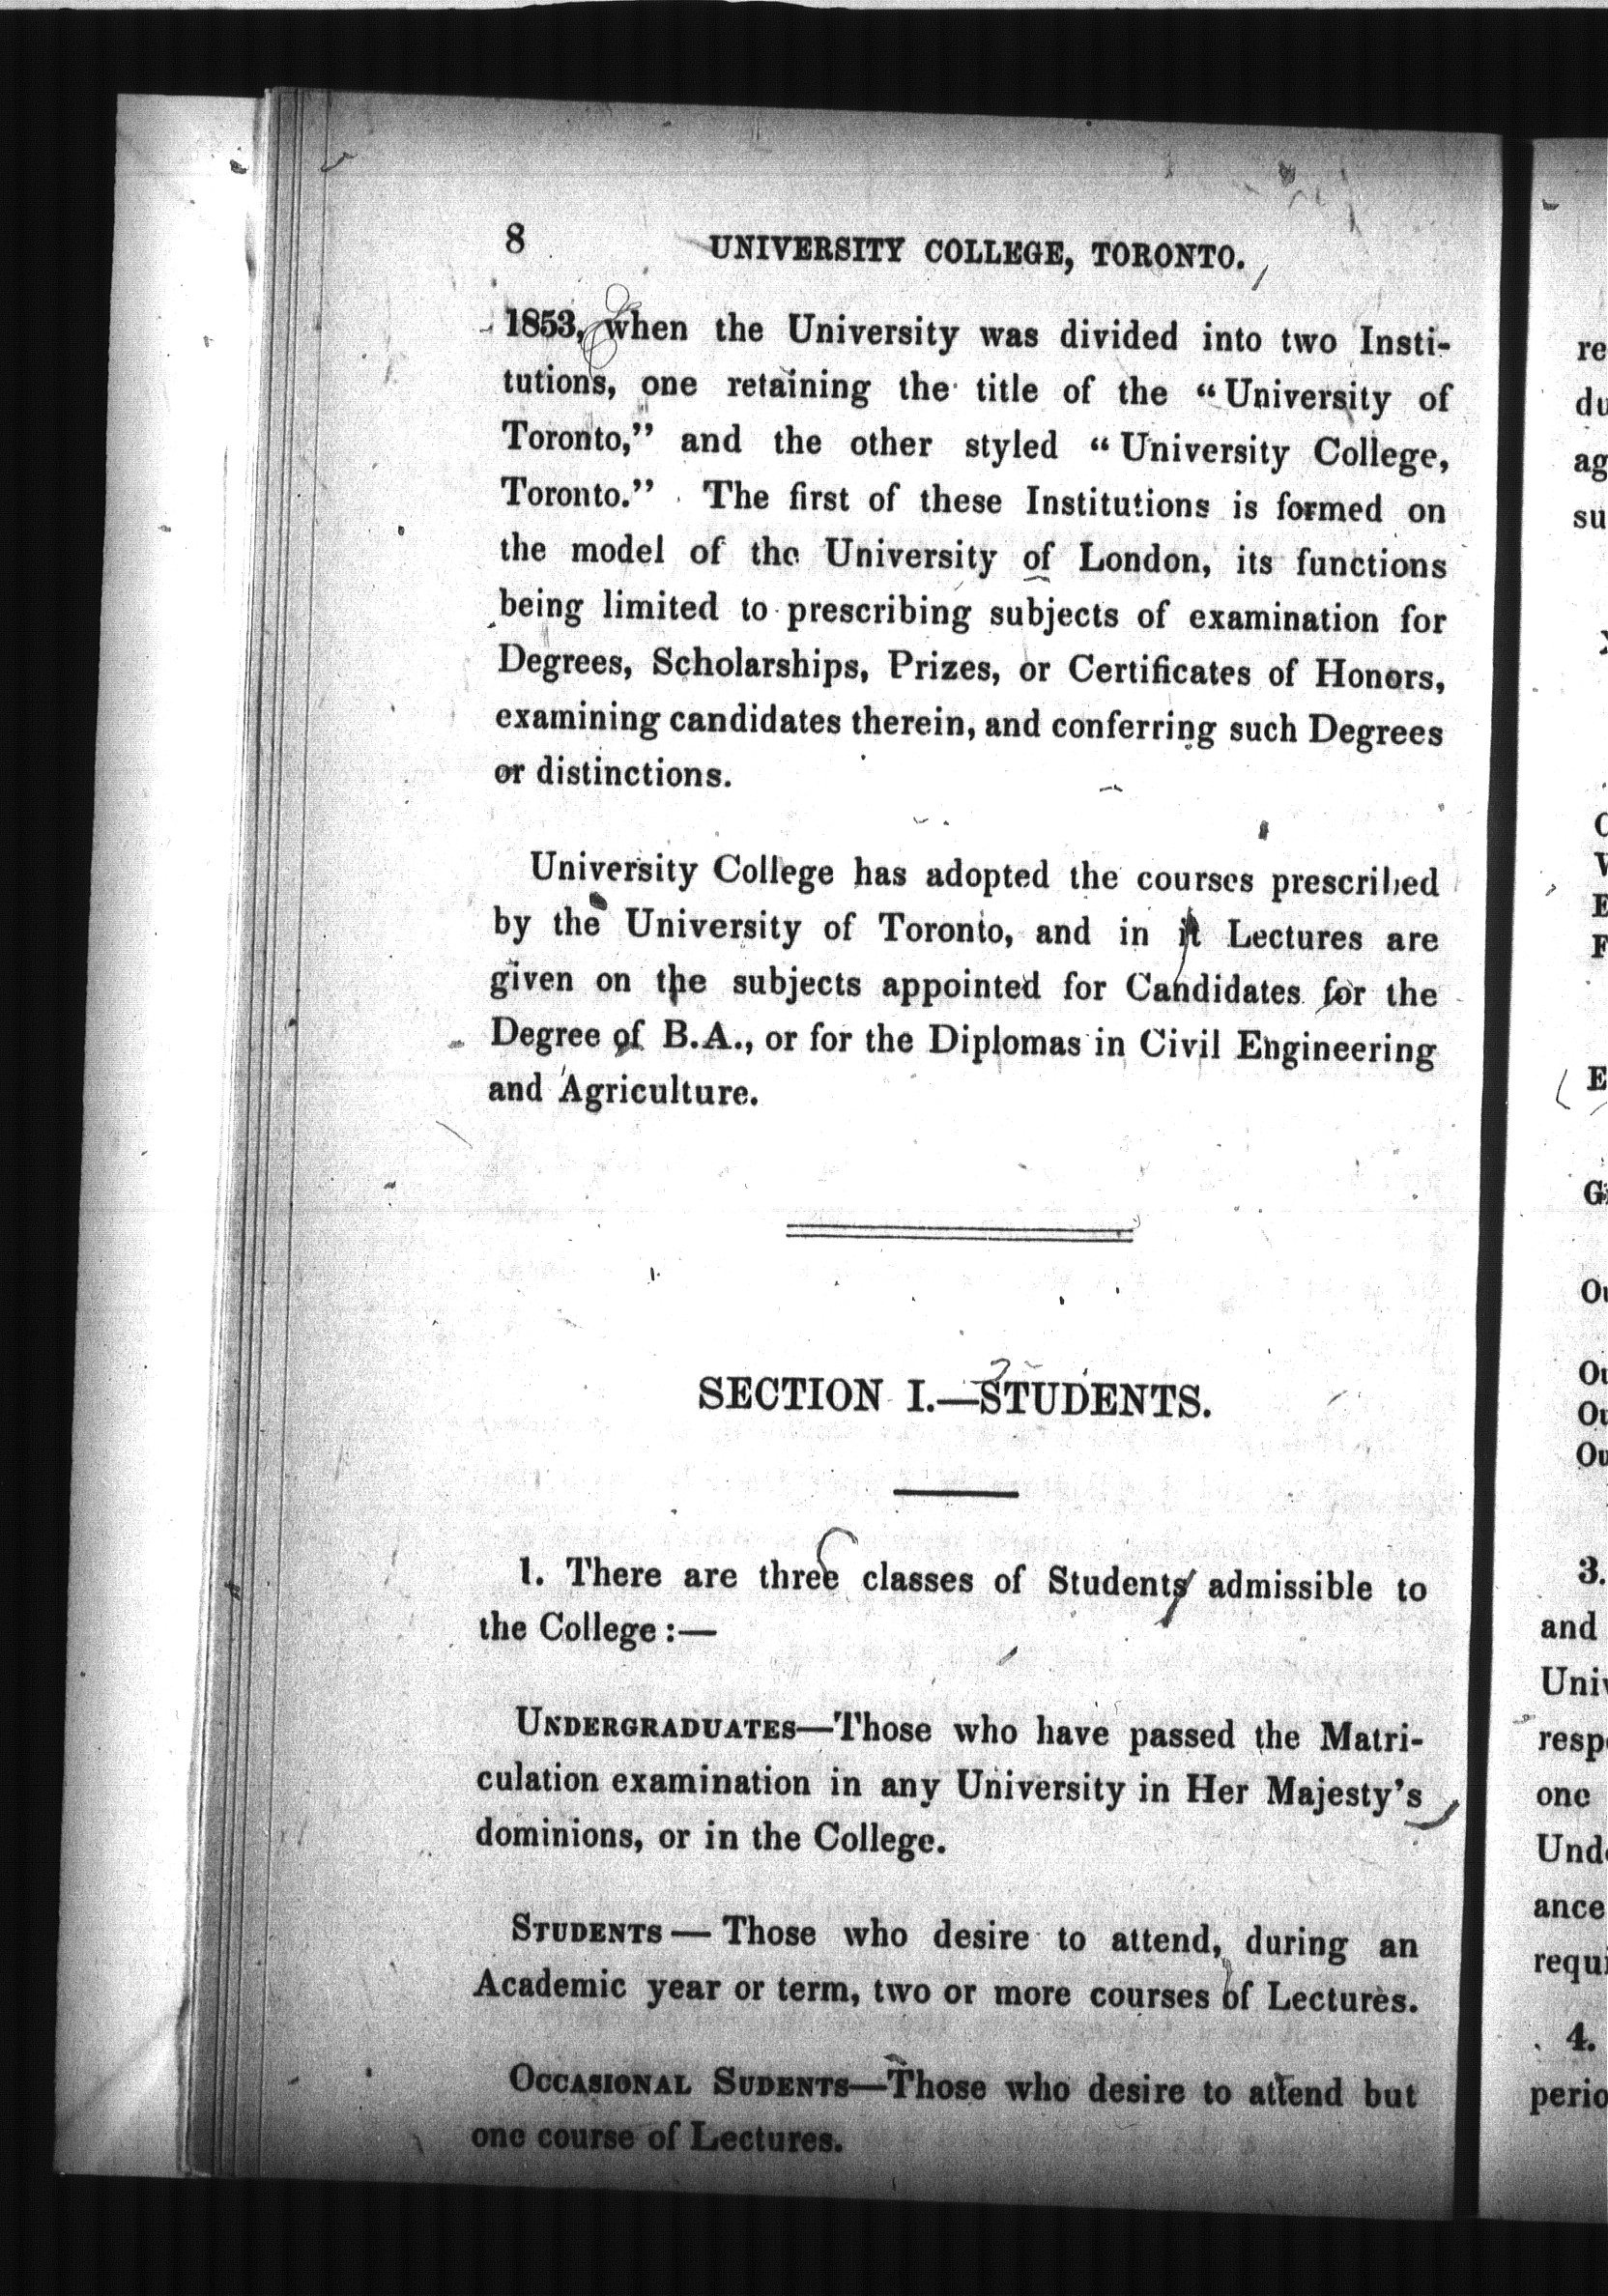 8 UNIVERSITY COLLEGE, TORONTO.
1853, when the University was divided into two Insti-
tutions, one retaining the title of the “University of
Toronto,” and the other styled “University College,
Toronto.” The first of these Institutions is formed on
the model of the University of London, its functions
being limited to prescribing subjects of examination for
Degrees, Scholarships, Prizes, or Certificates of Honors,
examining candidates therein, and conferring such Degrees
or distinctions.
University College has adopted the courses prescribed
by the University of Toronto, and in it Lectures are
given on the subjects appointed for Candidates for the
Degree of B.A., or for the Diplomas in Civil Engineering
and Agriculture.
SECTION I.—STUDENTS.
1. There are three classes of Students admissible to
the College:—
UNDERGRADUATES—Those who have passed the Matri-
culation examination in any University in Her Majesty's
dominions, or in the College.
STUDENTS — Those who desire to attend, during an
Academic year or term, two or more courses of Lectures.
OCCASIONAL SUDENTS—Those who desire to attend but
one course of Lectures.
3.
and
one
4.